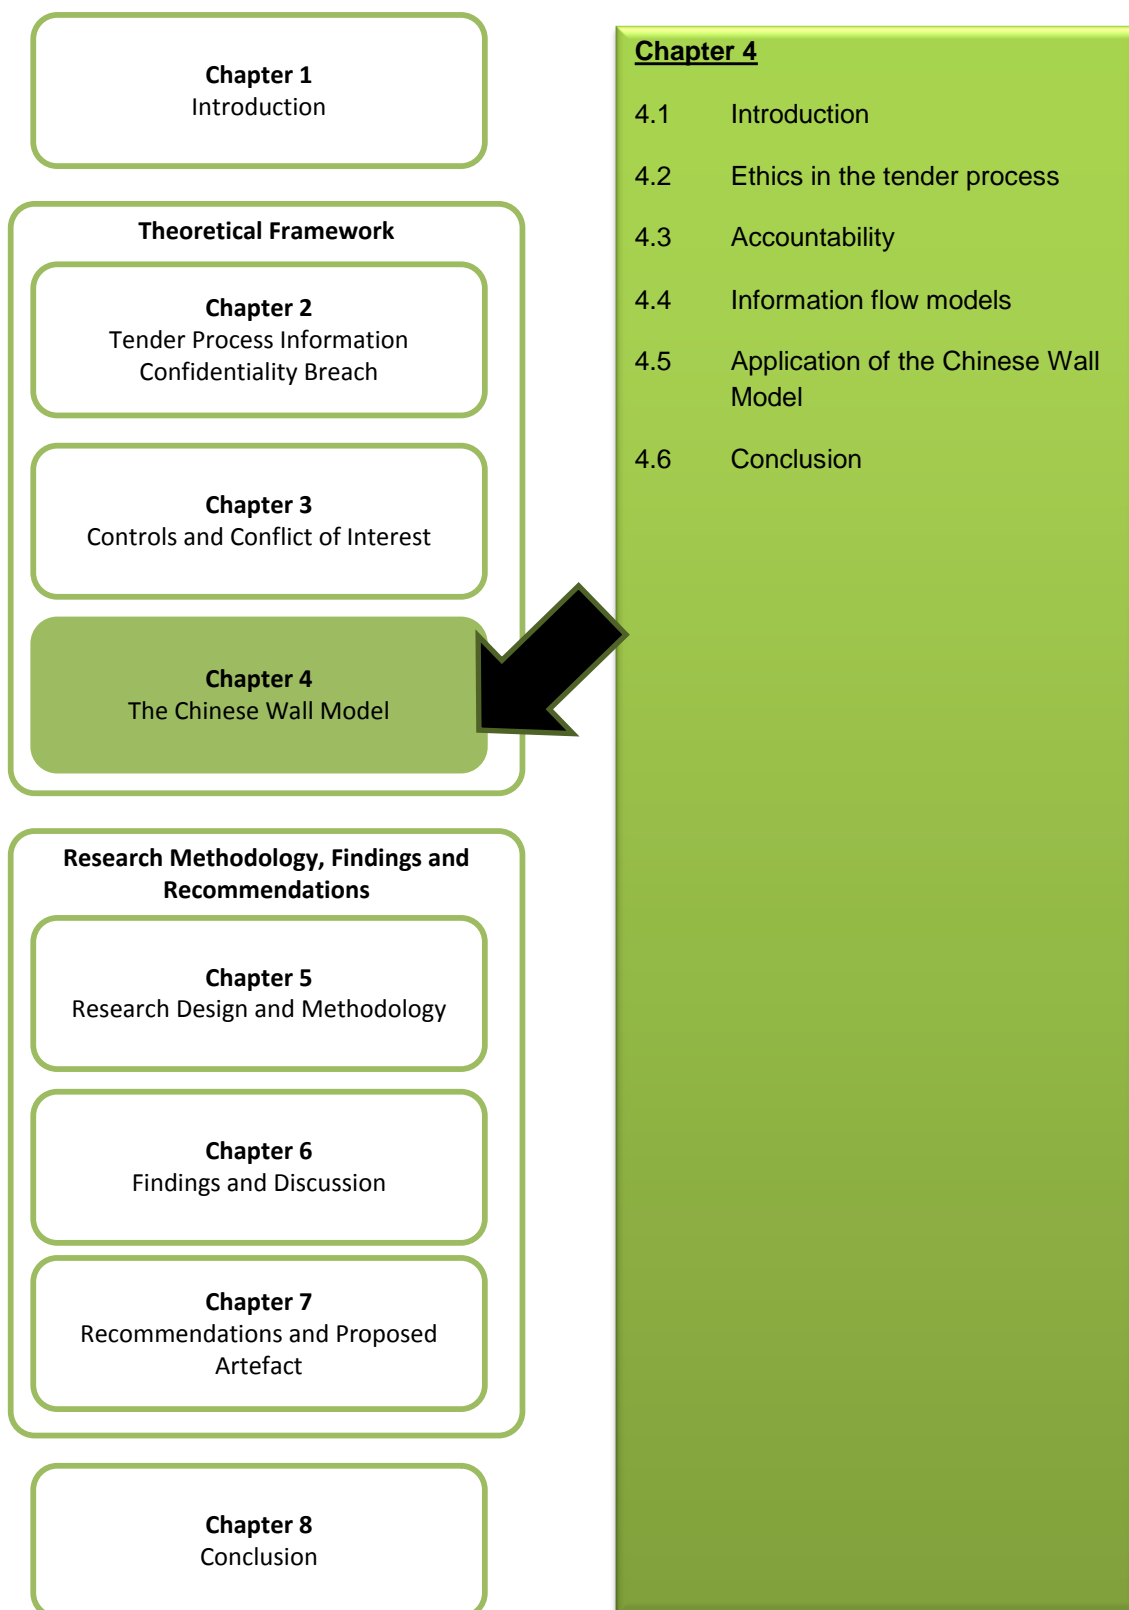 Chapter 1
Introduction
Theoretical Framework
Chapter 2
Tender Process Information
Confidentiality Breach
Chapter 3
Controls and Conflict of Interest
Chapter 4
The Chinese Wall Model
Research Methodology, Findings and
Recommendations
Chapter 5
Research Design and Methodology
Chapter 6
Findings and Discussion
Chapter 7
Recommendations and Proposed
Artefact
Chapter 8
Conclusion
Chapter 4
4.1 Introduction
4.2 Ethics in the tender process
4.3 Accountability
4.4 Information flow models
4.5 Application of the Chinese Wall
Model
4.6 Conclusion